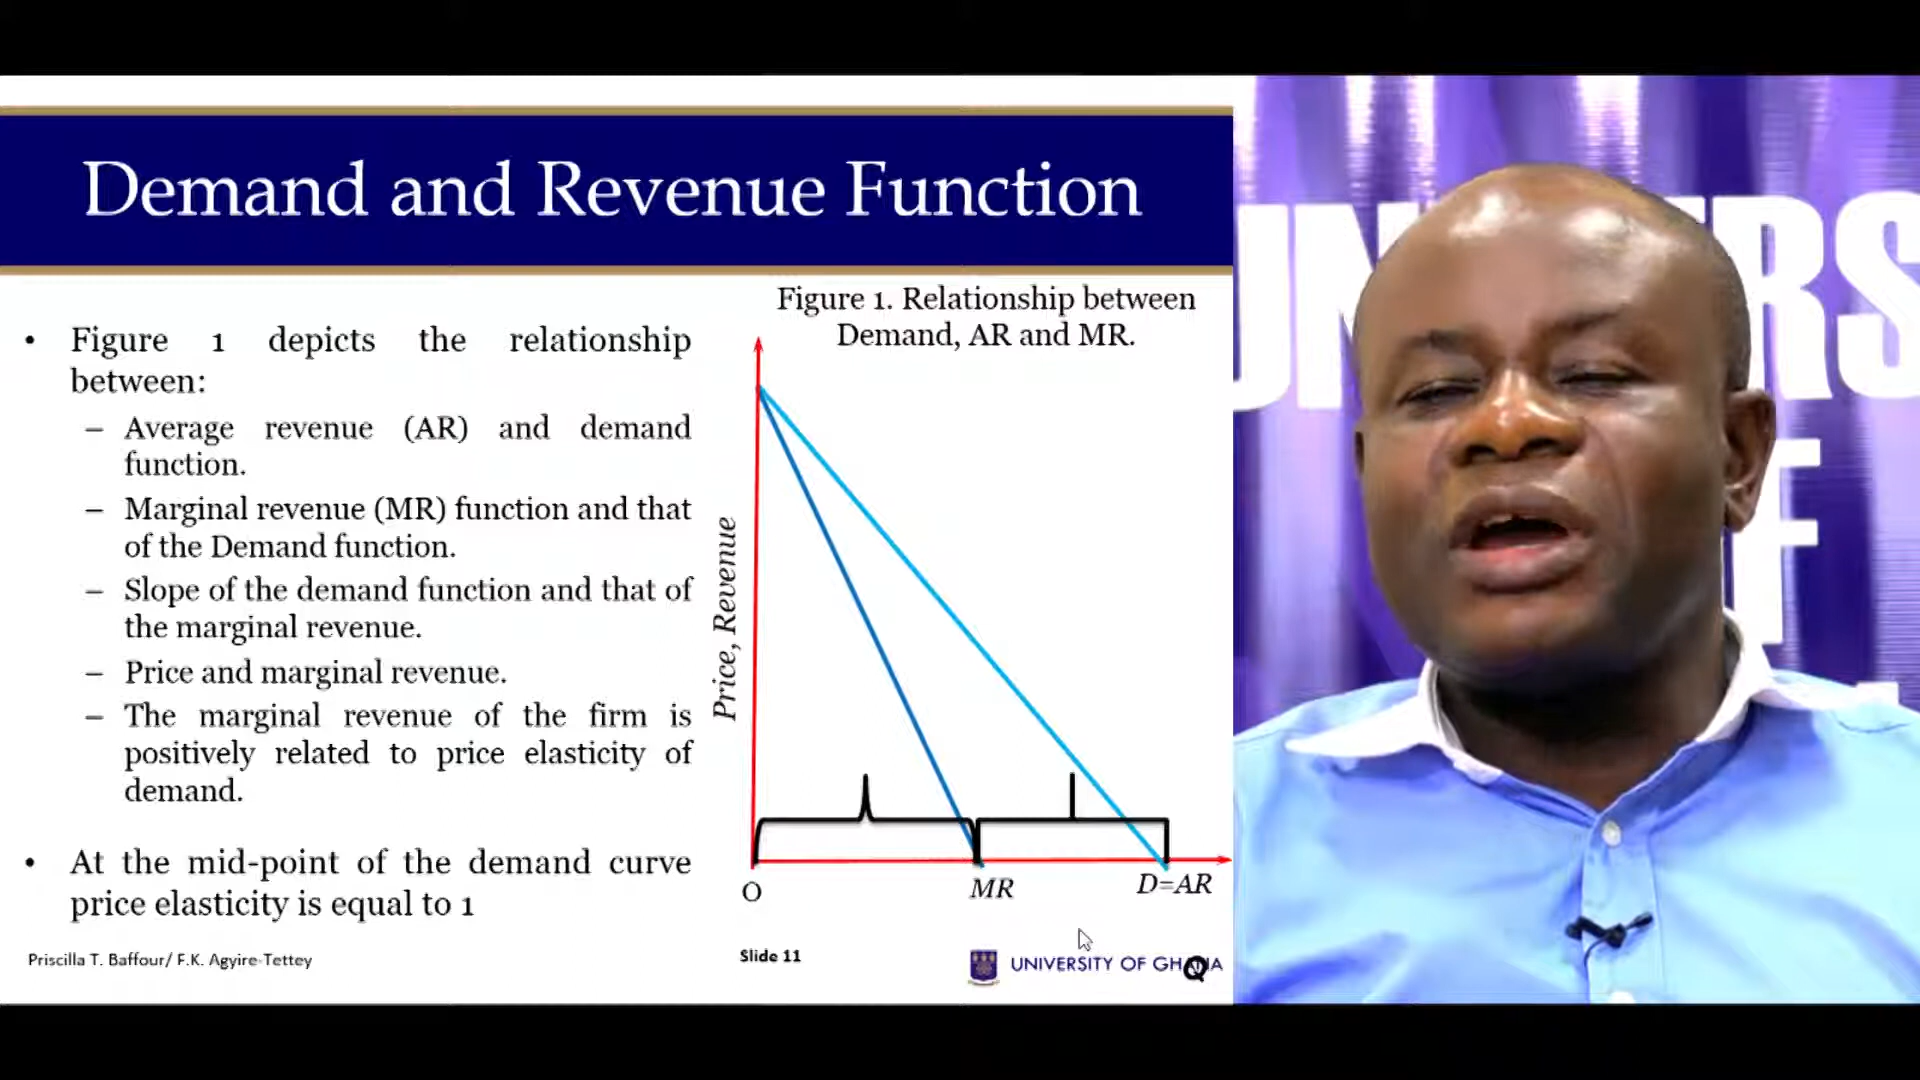 Demand and Revenue Function
• Figure 1 depicts the relationship
between:
– Average revenue (AR) and demand
function.
– Marginal revenue (MR) function and that
of the Demand function.
– Slope of the demand function and that of
the marginal revenue.
– Price and marginal revenue.
– The marginal revenue of the firm is
positively related to price elasticity of
demand.
• At the mid-point of the demand curve
price elasticity is equal to 1
Figure 1. Relationship between
Demand, AR and MR.
Price, Revenue
O
MR
D=AR
Q
Priscilla T. Baffour/ F.K. Agyire-Tettey
Slide 11
UNIVERSITY OF